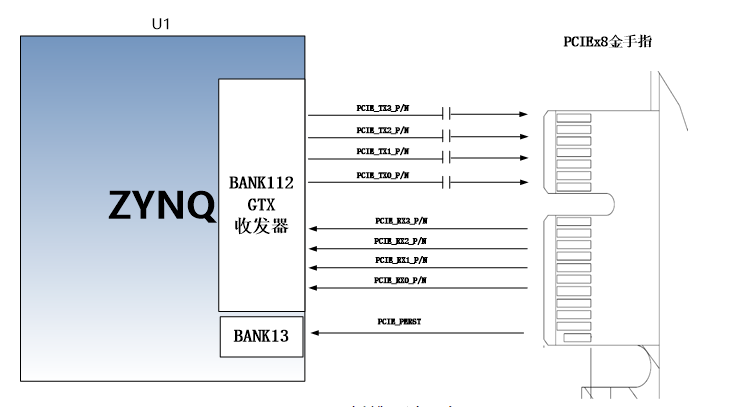 U1
PCIEx8金手指
PCIE_TX3_P/N
PCIE_TX2_P/N
PCIE_TX1_P/N
PCIE_TX0_P/N
ZYNQ
BANK112
GTX
收发器
PCIE_RX3_P/N
PCIE_RX2_P/N
PCIE_RX1_P/N
PCIE_RX0_P/N
PCIE_PERST
BANK13